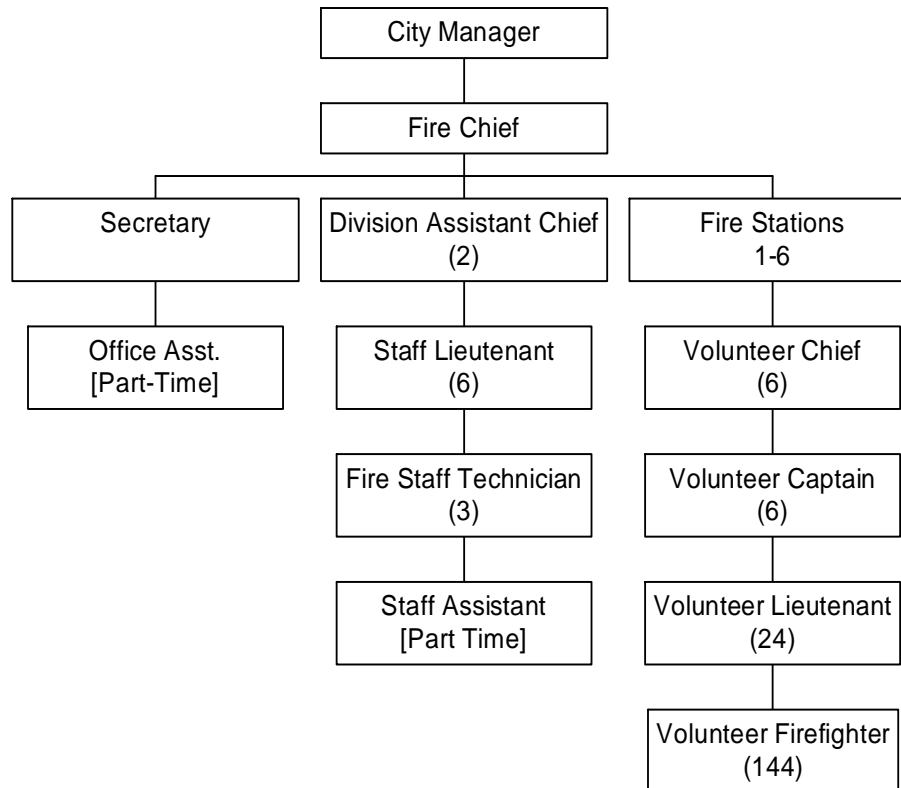 City Manager
Fire Chief
Secretary
Division Assistant Chief
(2)
Fire Stations
1-6
Office Asst.
[Part-Time]
Staff Lieutenant
(6)
Volunteer Chief
(6)
Fire Staff Technician
(3)
Volunteer Captain
(6)
Staff Assistant
[Part Time]
Volunteer Lieutenant
(24)
Volunteer Firefighter
(144)